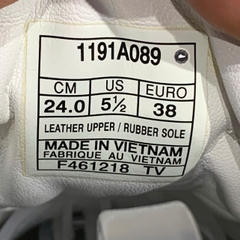 1191A089
CM US EURO
24.0 5½ 38
LEATHER UPPER / RUBBER SOLE
MADE IN VIETNAM
FABRIQUE AU VIETNAM
F461218 TV